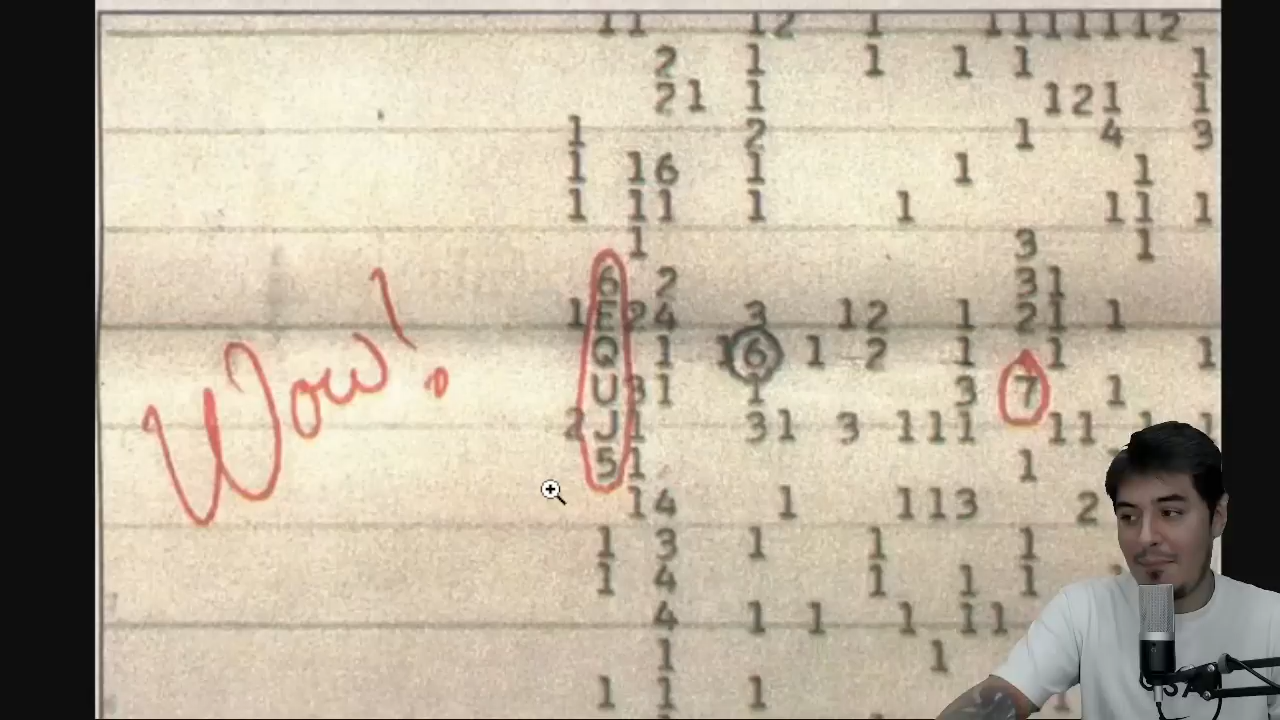 11 12 1 1111112
2 1 1 1 1 1
21 1 121 1
1 2 1 4 3
1 16 1 1 1
1 11 1 1 11 1
1 3 1
6 2 31
1E24 3 12 1 21 1
Q 1 16 1 2 1 11 1
U31 1 3 7 1
2J1 31 3 111 11 1 1
51 1
14 1 113 2
1 3 1 1 1
1 4 1 1 1
4 1 1 1 11
1 1
1 1 1
Wow!